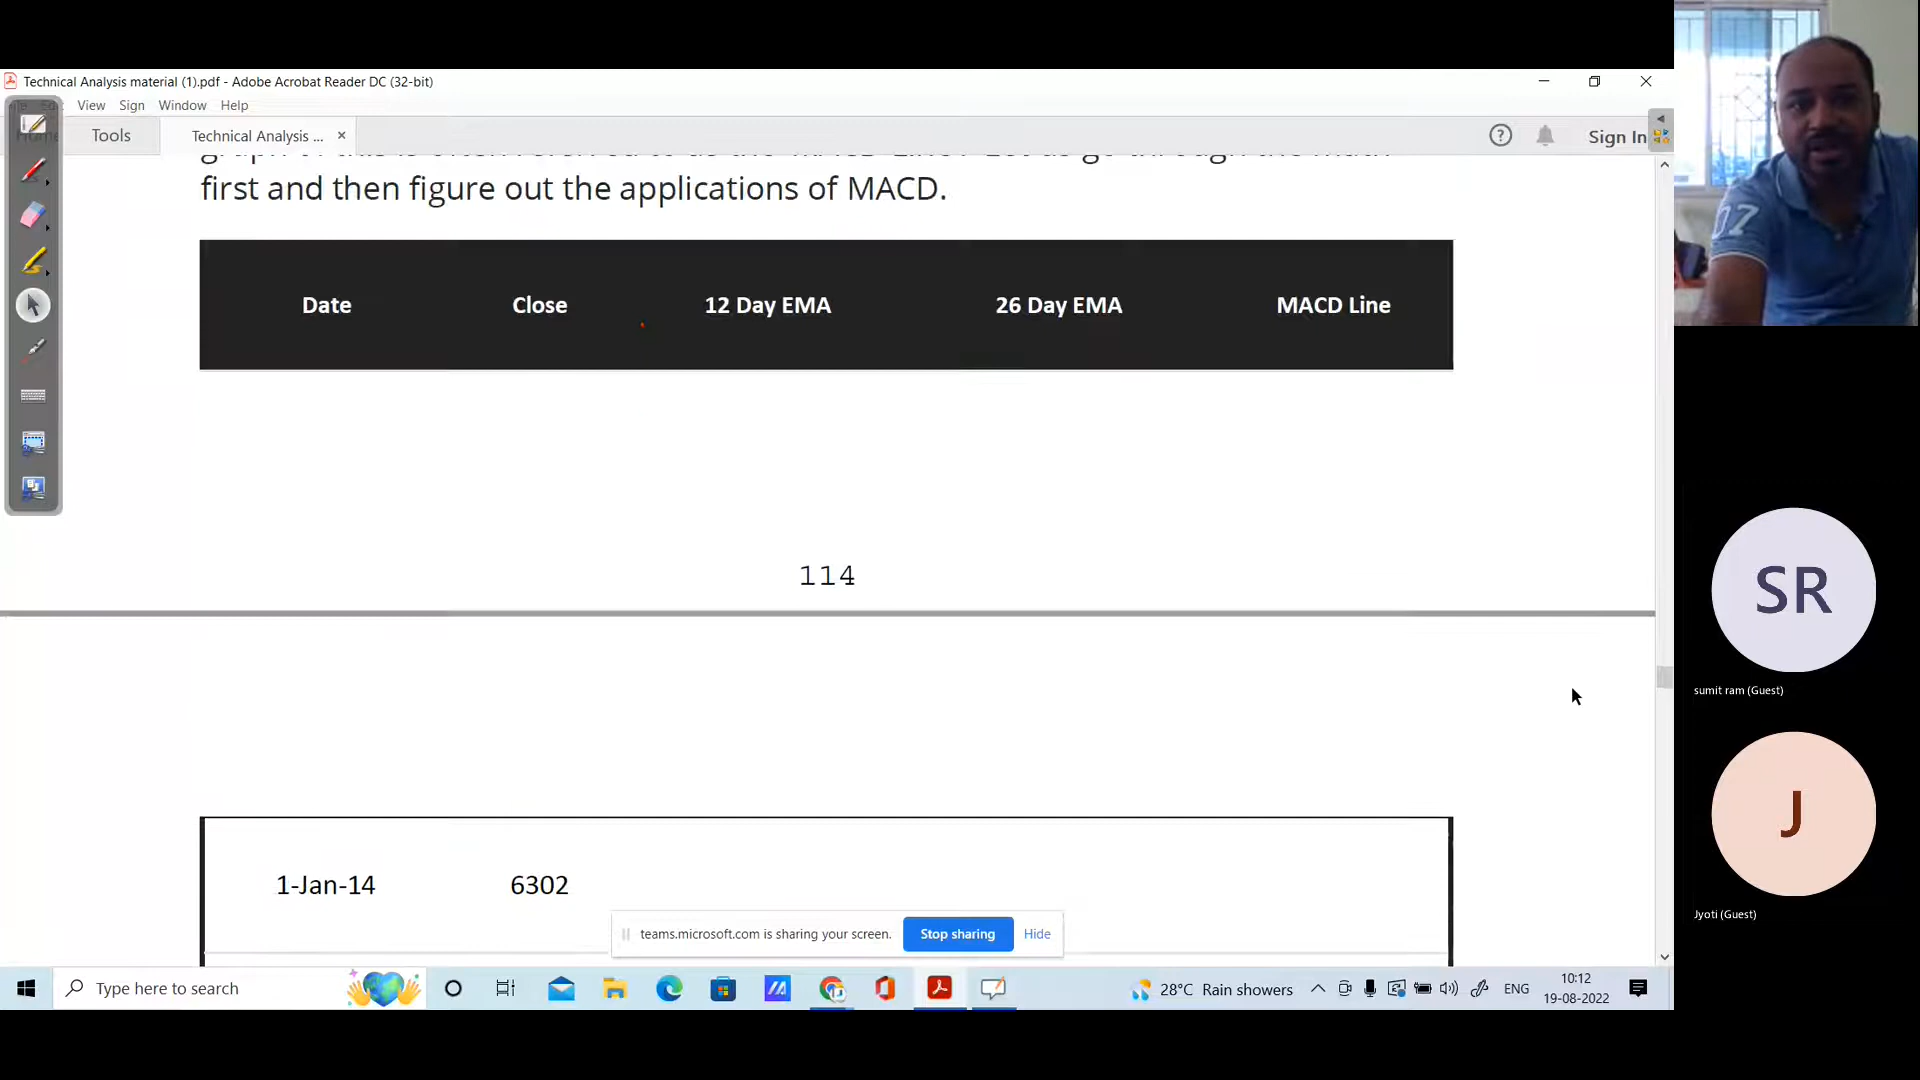 Technical Analysis material (1).pdf - Adobe Acrobat Reader DC (32-bit)
View Sign Window Help
Tools
Technical Analysis ...
Sign In
first and then figure out the applications of MACD.
Date Close 12 Day EMA 26 Day EMA MACD Line
114
1-Jan-14 6302
teams.microsoft.com is sharing your screen. Stop sharing Hide
Type here to search
28°C Rain showers
ENG
10:12
19-08-2022
07
SR
sumit ram (Guest)
J
Jyoti (Guest)